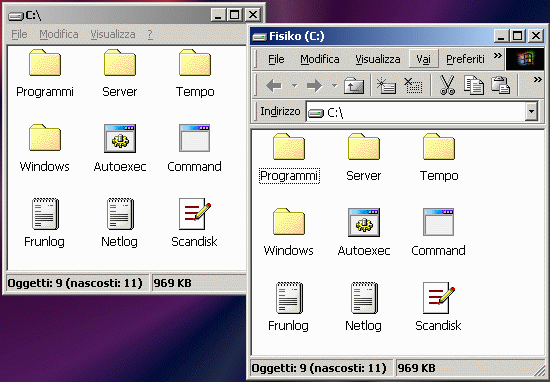 C:\
File Modifica Visualizza ?
Programmi Server Tempo
Windows Autoexec Command
Frunlog Netlog Scandisk
Oggetti: 9 (nascosti: 11) 969 KB
Fisiko (C:)
File Modifica Visualizza Vai Preferiti »
»
Indirizzo C:\
Programmi Server Tempo
Windows Autoexec Command
Frunlog Netlog Scandisk
Oggetti: 9 (nascosti: 11) 969 KB